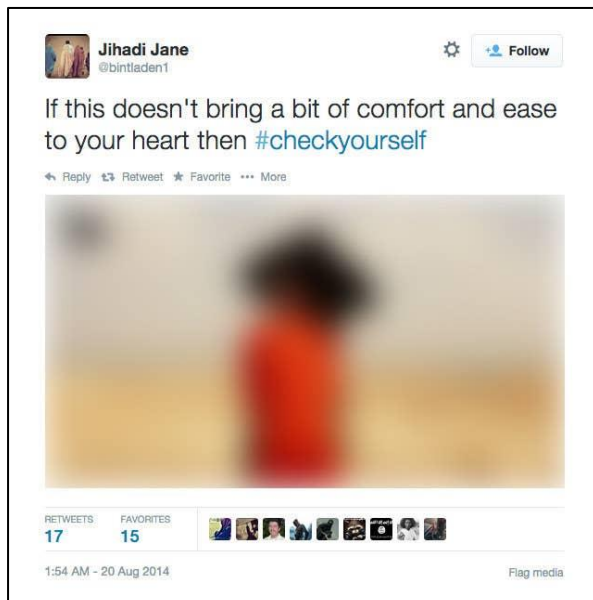 Jihadi Jane
@bintladen1
Follow
If this doesn't bring a bit of comfort and ease
to your heart then #checkyourself
Reply Retweet Favorite More
RETWEETS FAVORITES
17 15
1:54 AM - 20 Aug 2014 Flag media